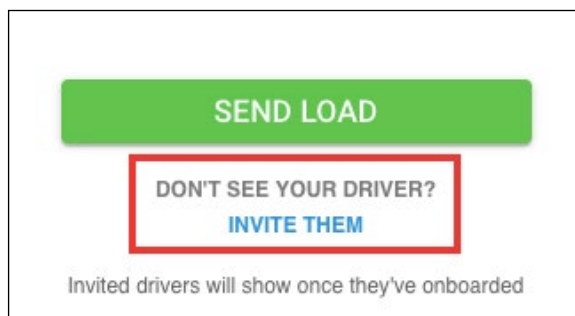 SEND LOAD
DON'T SEE YOUR DRIVER?
INVITE THEM
Invited drivers will show once they've onboarded